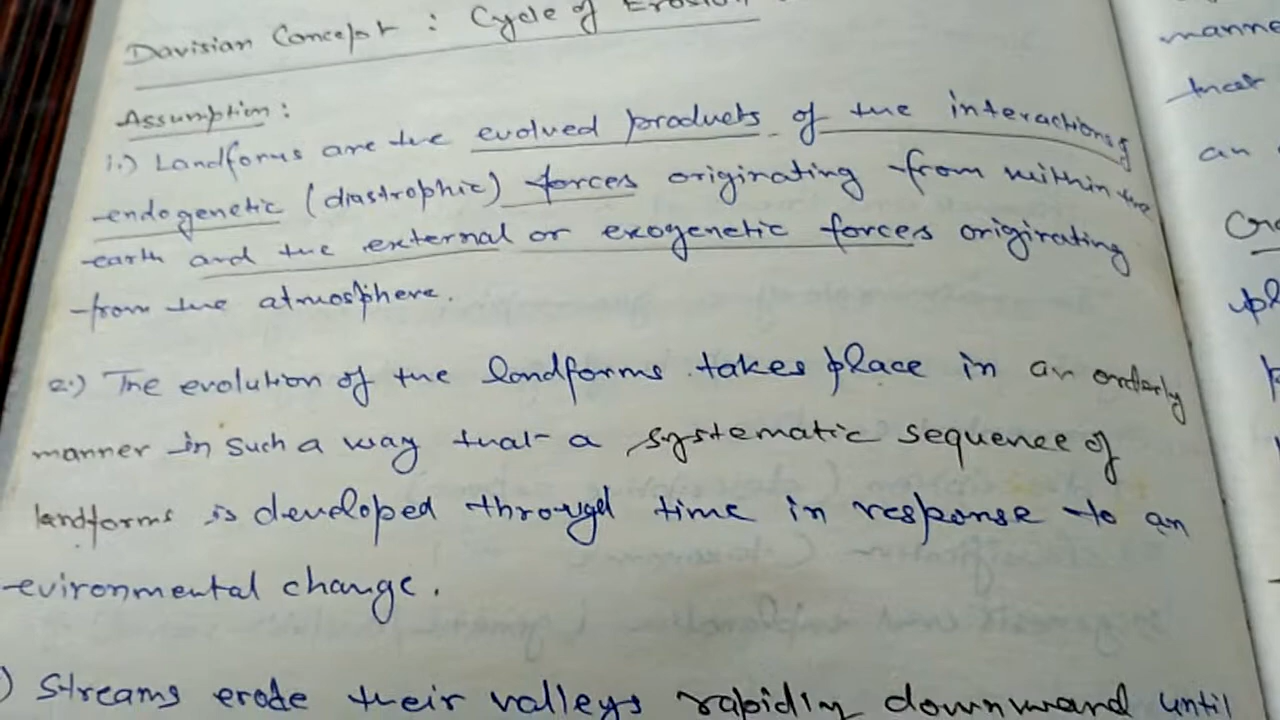 Davisian Concept : Cycle of Erosion
Assumption :
i.) Landforms are the evolved products of the interactions of
endogenetic (diastrophic) forces originating from within the
earth and the external or exogenetic forces originating
from the atmosphere.
2.) The evolution of the landforms takes place in an orderly
manner in such a way that a systematic sequence of
landforms is developed through time in response to an
evironmental change.
) Streams erode their valleys rapidly downward until
manne
that
an